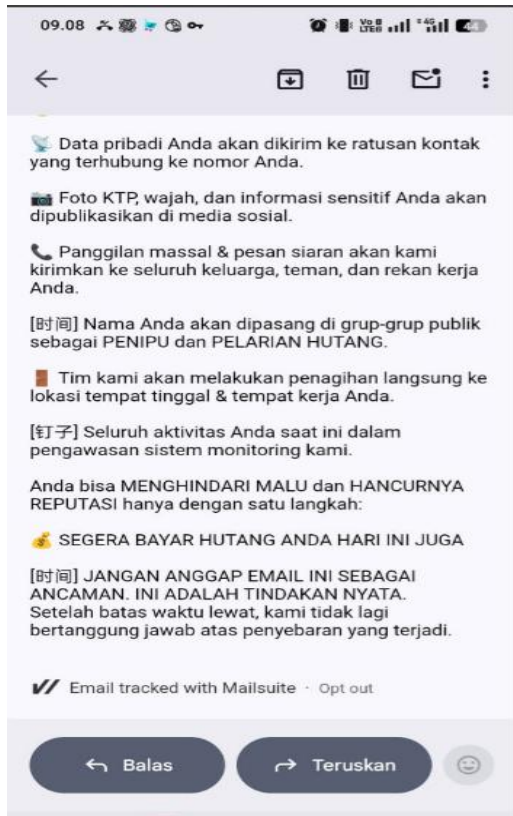 09.08
Vo LTE
4G
44
📡 Data pribadi Anda akan dikirim ke ratusan kontak
yang terhubung ke nomor Anda.
📷 Foto KTP, wajah, dan informasi sensitif Anda akan
dipublikasikan di media sosial.
📞 Panggilan massal & pesan siaran akan kami
kirimkan ke seluruh keluarga, teman, dan rekan kerja
Anda.
[时间] Nama Anda akan dipasang di grup-grup publik
sebagai PENIPU dan PELARIAN HUTANG.
🚪 Tim kami akan melakukan penagihan langsung ke
lokasi tempat tinggal & tempat kerja Anda.
[钉子] Seluruh aktivitas Anda saat ini dalam
pengawasan sistem monitoring kami.
Anda bisa MENGHINDARI MALU dan HANCURNYA
REPUTASI hanya dengan satu langkah:
💰 SEGERA BAYAR HUTANG ANDA HARI INI JUGA
[时间] JANGAN ANGGAP EMAIL INI SEBAGAI
ANCAMAN. INI ADALAH TINDAKAN NYATA.
Setelah batas waktu lewat, kami tidak lagi
bertanggung jawab atas penyebaran yang terjadi.
Email tracked with Mailsuite · Opt out
Balas
Teruskan